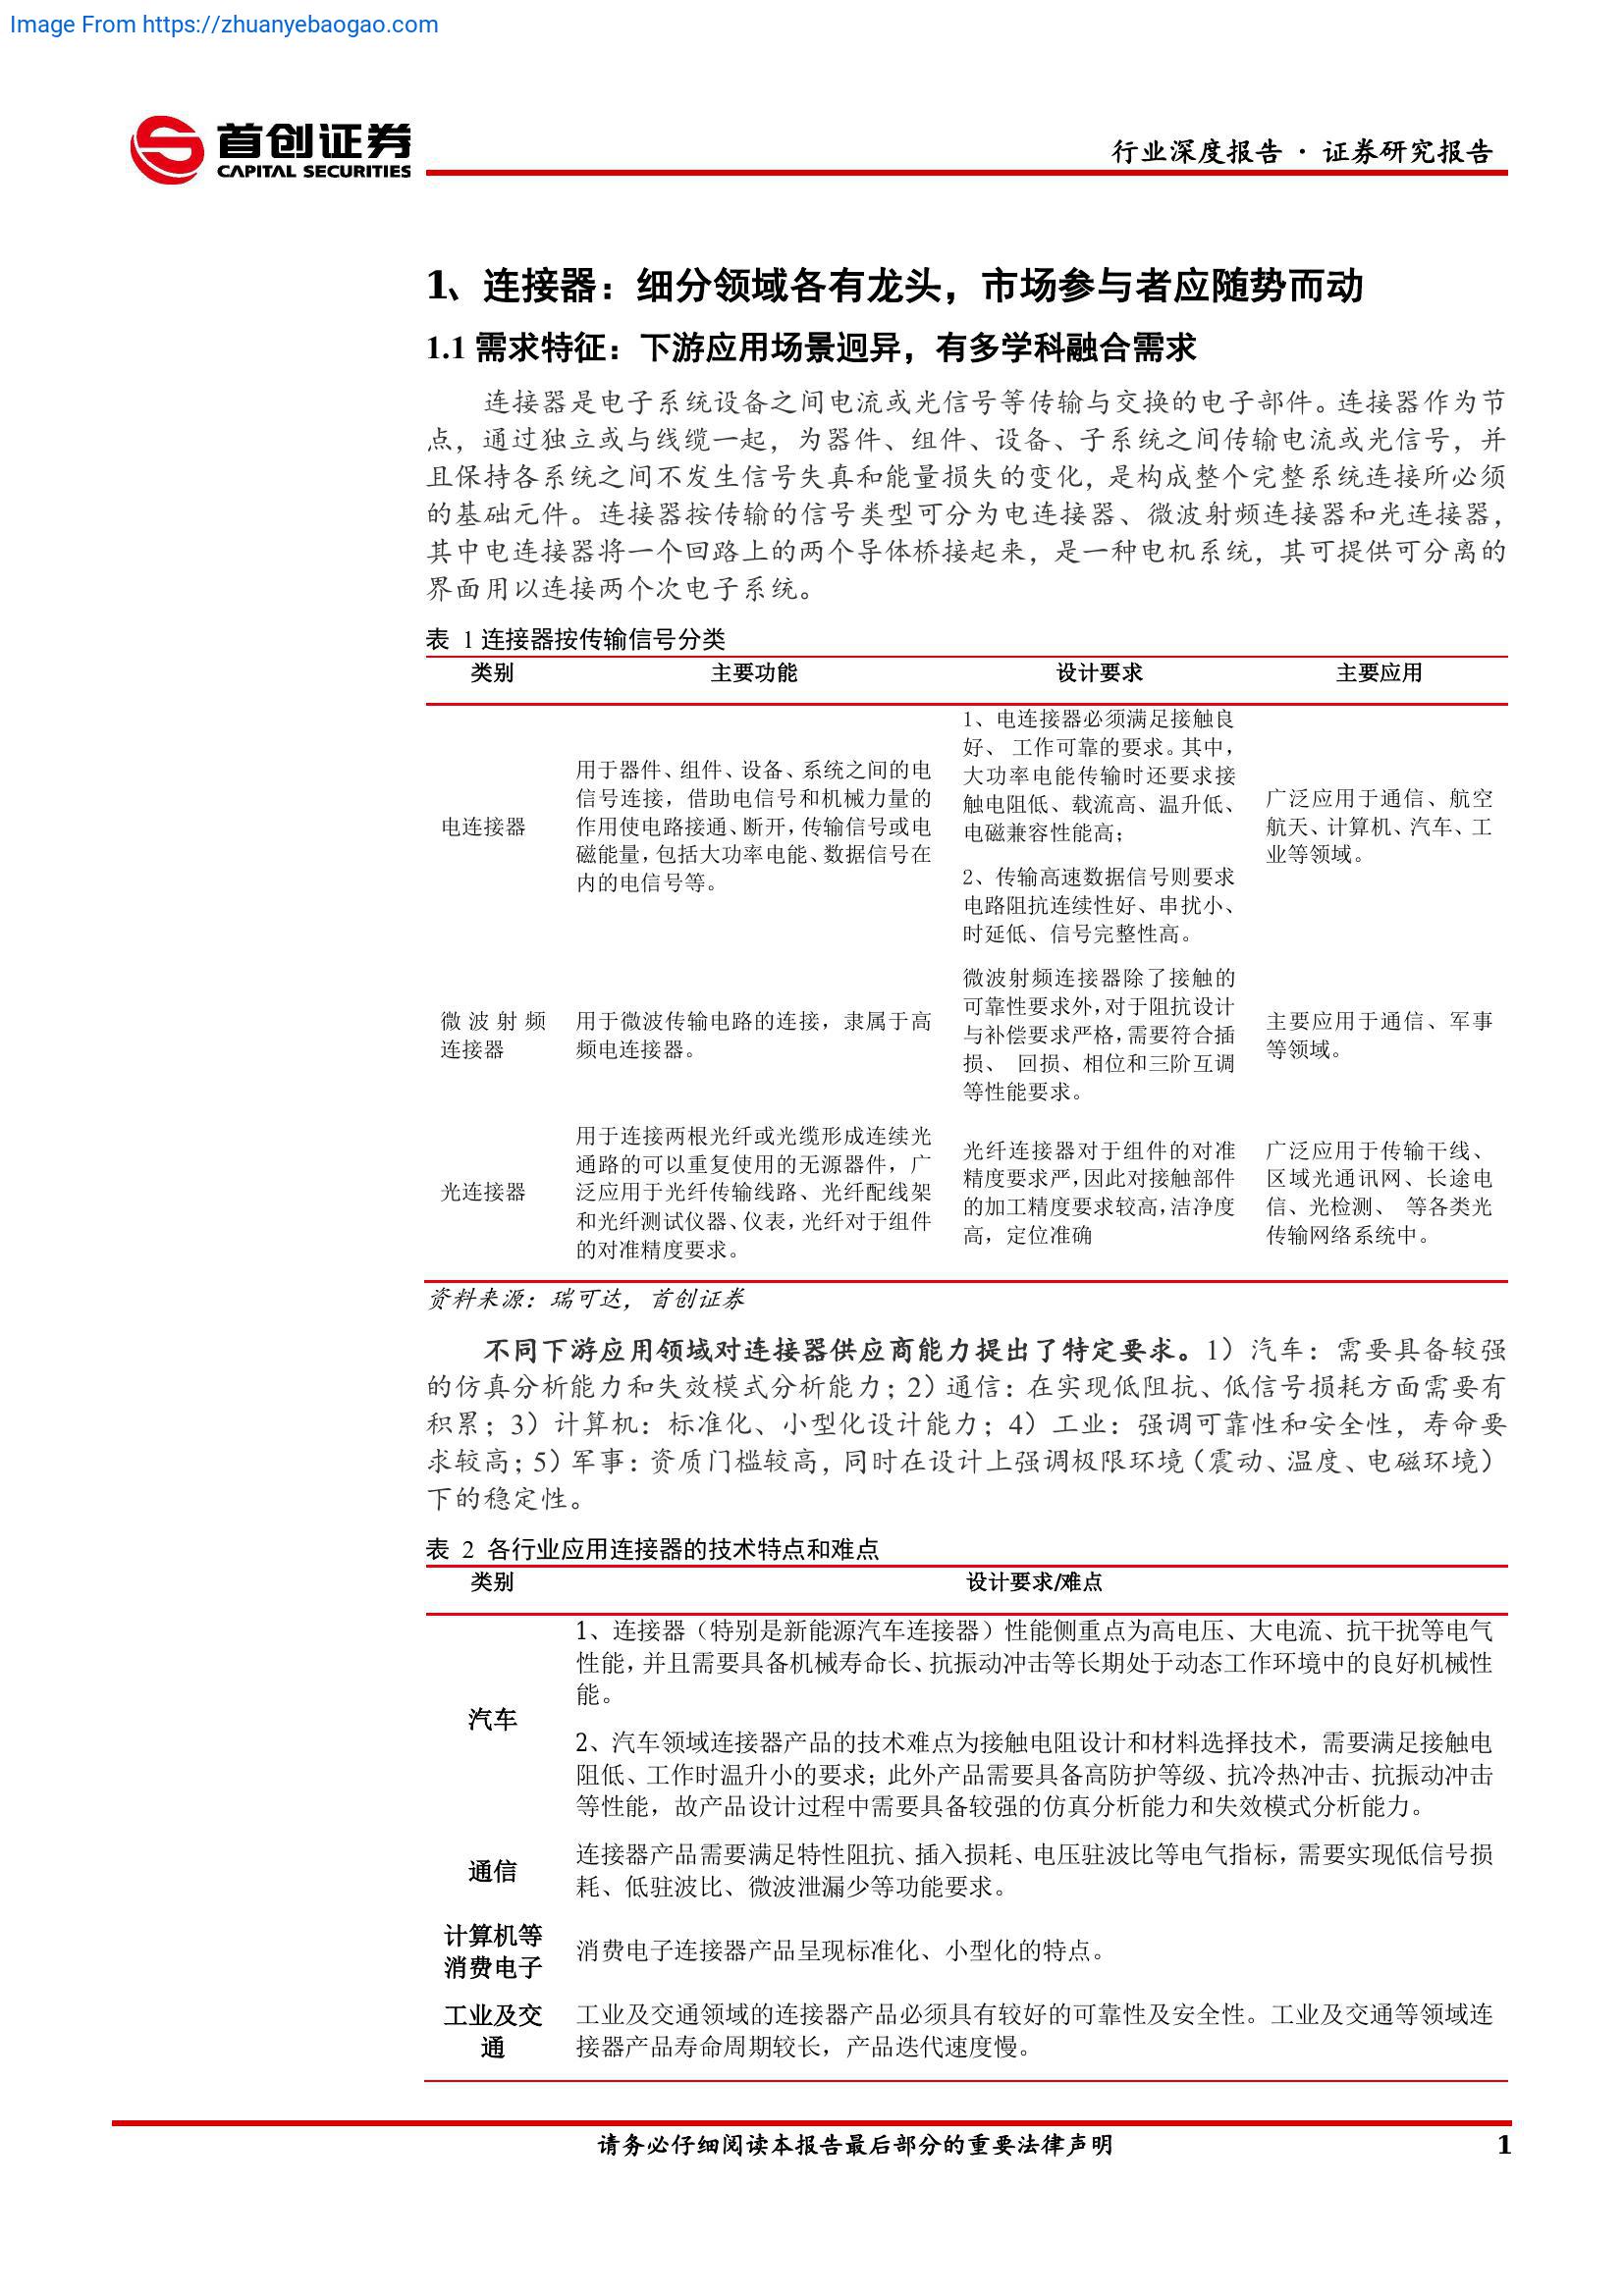 Image From https://zhuanyebaogao.com
首创证券
CAPITAL SECURITIES
行业深度报告 · 证券研究报告
1、连接器：细分领域各有龙头，市场参与者应随势而动
1.1 需求特征：下游应用场景迥异，有多学科融合需求
连接器是电子系统设备之间电流或光信号等传输与交换的电子部件。连接器作为节
点，通过独立或与线缆一起，为器件、组件、设备、子系统之间传输电流或光信号，并
且保持各系统之间不发生信号失真和能量损失的变化，是构成整个完整系统连接所必须
的基础元件。连接器按传输的信号类型可分为电连接器、微波射频连接器和光连接器，
其中电连接器将一个回路上的两个导体桥接起来，是一种电机系统，其可提供可分离的
界面用以连接两个次电子系统。
表 1 连接器按传输信号分类
类别 主要功能 设计要求 主要应用
电连接器
用于器件、组件、设备、系统之间的电
信号连接，借助电信号和机械力量的
作用使电路接通、断开，传输信号或电
磁能量，包括大功率电能、数据信号在
内的电信号等。
1、电连接器必须满足接触良
好、 工作可靠的要求。其中，
大功率电能传输时还要求接
触电阻低、载流高、温升低、
电磁兼容性能高；
2、传输高速数据信号则要求
电路阻抗连续性好、串扰小、
时延低、信号完整性高。
广泛应用于通信、航空
航天、计算机、汽车、工
业等领域。
微波射频
连接器
用于微波传输电路的连接，隶属于高
频电连接器。
微波射频连接器除了接触的
可靠性要求外，对于阻抗设计
与补偿要求严格，需要符合插
损、 回损、相位和三阶互调
等性能要求。
主要应用于通信、军事
等领域。
光连接器
用于连接两根光纤或光缆形成连续光
通路的可以重复使用的无源器件，广
泛应用于光纤传输线路、光纤配线架
和光纤测试仪器、仪表，光纤对于组件
的对准精度要求。
光纤连接器对于组件的对准
精度要求严，因此对接触部件
的加工精度要求较高，洁净度
高，定位准确
广泛应用于传输干线、
区域光通讯网、长途电
信、光检测、 等各类光
传输网络系统中。
资料来源：瑞可达，首创证券
不同下游应用领域对连接器供应商能力提出了特定要求。1）汽车：需要具备较强
的仿真分析能力和失效模式分析能力；2）通信：在实现低阻抗、低信号损耗方面需要有
积累；3）计算机：标准化、小型化设计能力；4）工业：强调可靠性和安全性，寿命要
求较高；5）军事：资质门槛较高，同时在设计上强调极限环境（震动、温度、电磁环境）
下的稳定性。
表 2 各行业应用连接器的技术特点和难点
类别 设计要求/难点
汽车
1、连接器（特别是新能源汽车连接器）性能侧重点为高电压、大电流、抗干扰等电气
性能，并且需要具备机械寿命长、抗振动冲击等长期处于动态工作环境中的良好机械性
能。
2、汽车领域连接器产品的技术难点为接触电阻设计和材料选择技术，需要满足接触电
阻低、工作时温升小的要求；此外产品需要具备高防护等级、抗冷热冲击、抗振动冲击
等性能，故产品设计过程中需要具备较强的仿真分析能力和失效模式分析能力。
通信
连接器产品需要满足特性阻抗、插入损耗、电压驻波比等电气指标，需要实现低信号损
耗、低驻波比、微波泄漏少等功能要求。
计算机等
消费电子
消费电子连接器产品呈现标准化、小型化的特点。
工业及交
通
工业及交通领域的连接器产品必须具有较好的可靠性及安全性。工业及交通等领域连
接器产品寿命周期较长，产品迭代速度慢。
请务必仔细阅读本报告最后部分的重要法律声明 1